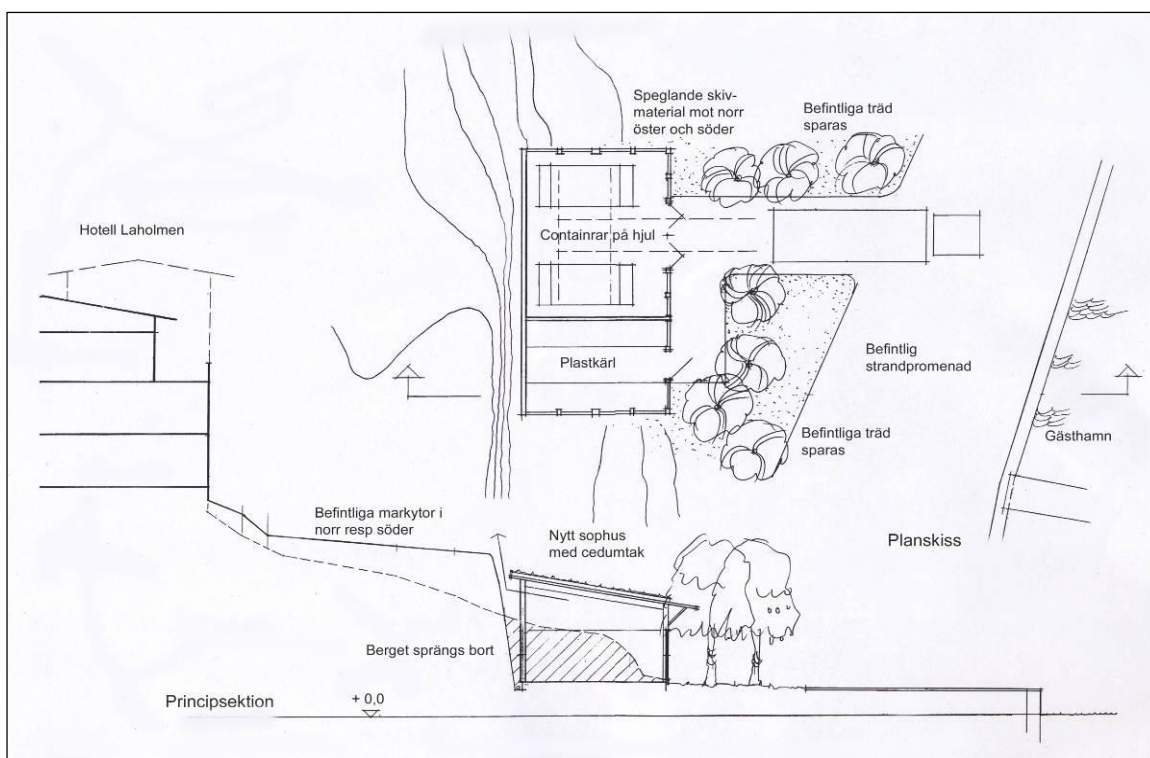 Speglande skiv-
material mot norr
öster och söder
Befintliga träd
sparas
Hotell Laholmen
Containrar på hjul
Plastkärl
Befintlig
strandpromenad
Befintliga träd
sparas
Gästhamn
Befintliga markytor i
norr resp söder
Nytt sophus
med cedumtak
Planskiss
Berget sprängs bort
Principsektion
+ 0,0